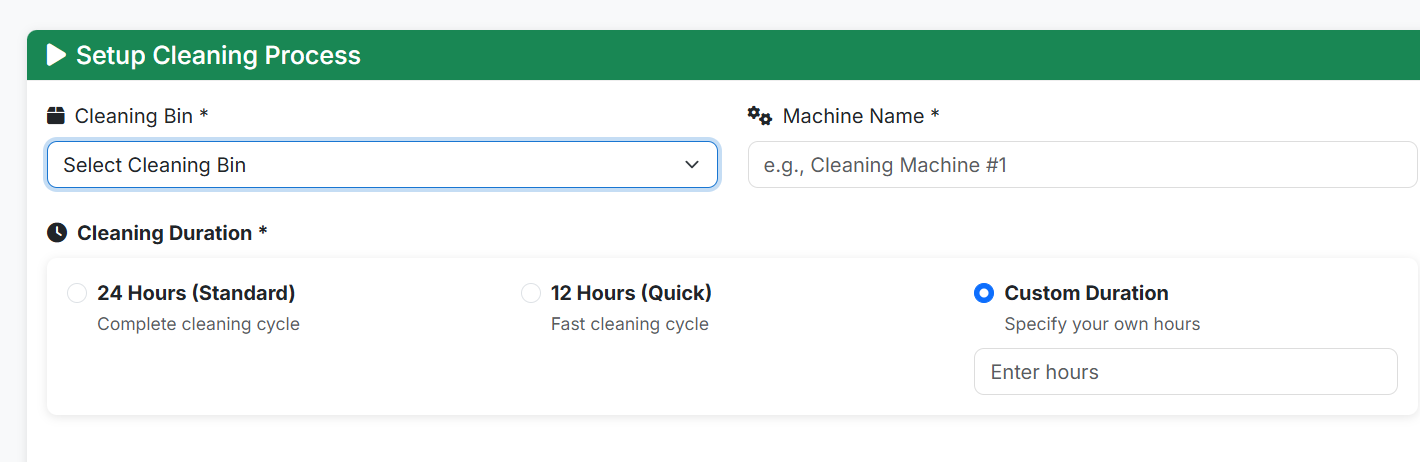 Setup Cleaning Process
Cleaning Bin *
Machine Name *
Select Cleaning Bin
e.g., Cleaning Machine #1
Cleaning Duration *
24 Hours (Standard)
Complete cleaning cycle
12 Hours (Quick)
Fast cleaning cycle
Custom Duration
Specify your own hours
Enter hours